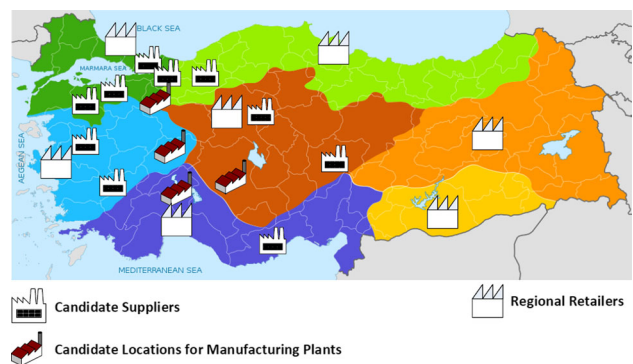 BLACK SEA
MARMARA SEA
AEGEAN SEA
MEDITERRANEAN SEA
Candidate Suppliers
Regional Retailers
Candidate Locations for Manufacturing Plants